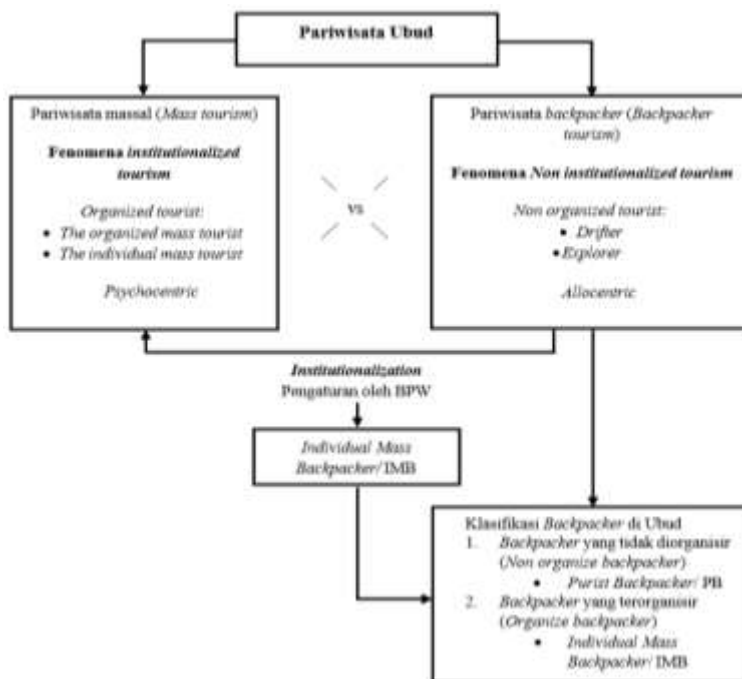 Pariwisata Ubud
Pariwisata massal (Mass tourism)
Fenomena institutionalized
tourism
Organized tourist:
• The organized mass tourist
• The individual mass tourist
Psychocentric
vs
Pariwisata backpacker (Backpacker
tourism)
Fenomena Non institutionalized tourism
Non organized tourist:
• Drifter
• Explorer
Allocentric
Institutionalization
Pengaturan oleh BPW
Individual Mass
Backpacker/ IMB
Klasifikasi Backpacker di Ubud
1. Backpacker yang tidak diorganisir
(Non organize backpacker)
• Purist Backpacker/ PB
2. Backpacker yang terorganisir
(Organize backpacker)
• Individual Mass
Backpacker/ IMB